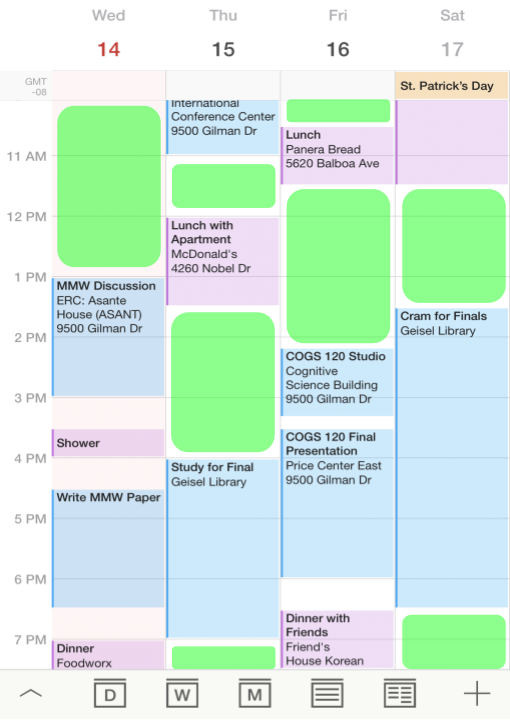 Wed
Thu
Fri
Sat
14
15
16
17
GMT
-08
St. Patrick's Day
11 AM
12 PM
1 PM
2 PM
3 PM
4 PM
5 PM
6 PM
7 PM
MMW Discussion
ERC: Asante
House (ASANT)
9500 Gilman Dr
Shower
Write MMW Paper
Dinner
Foodworx
International
Conference Center
9500 Gilman Dr
Lunch with
Apartment
McDonald's
4260 Nobel Dr
Study for Final
Geisel Library
Lunch
Panera Bread
5620 Balboa Ave
COGS 120 Studio
Cognitive
Science Building
9500 Gilman Dr
COGS 120 Final
Presentation
Price Center East
9500 Gilman Dr
Dinner with
Friends
Friend's
House Korean
Cram for Finals
Geisel Library
D
W
M